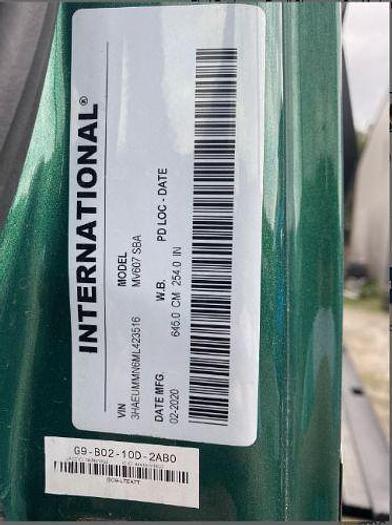 INTERNATIONAL®
VIN MODEL
3HAEUMMN6ML423516 MV607 SBA
DATE MFG W.B. PD LOC - DATE
02-2020 645.0 CM 254.0 IN
G9-B02-10D-2AB0